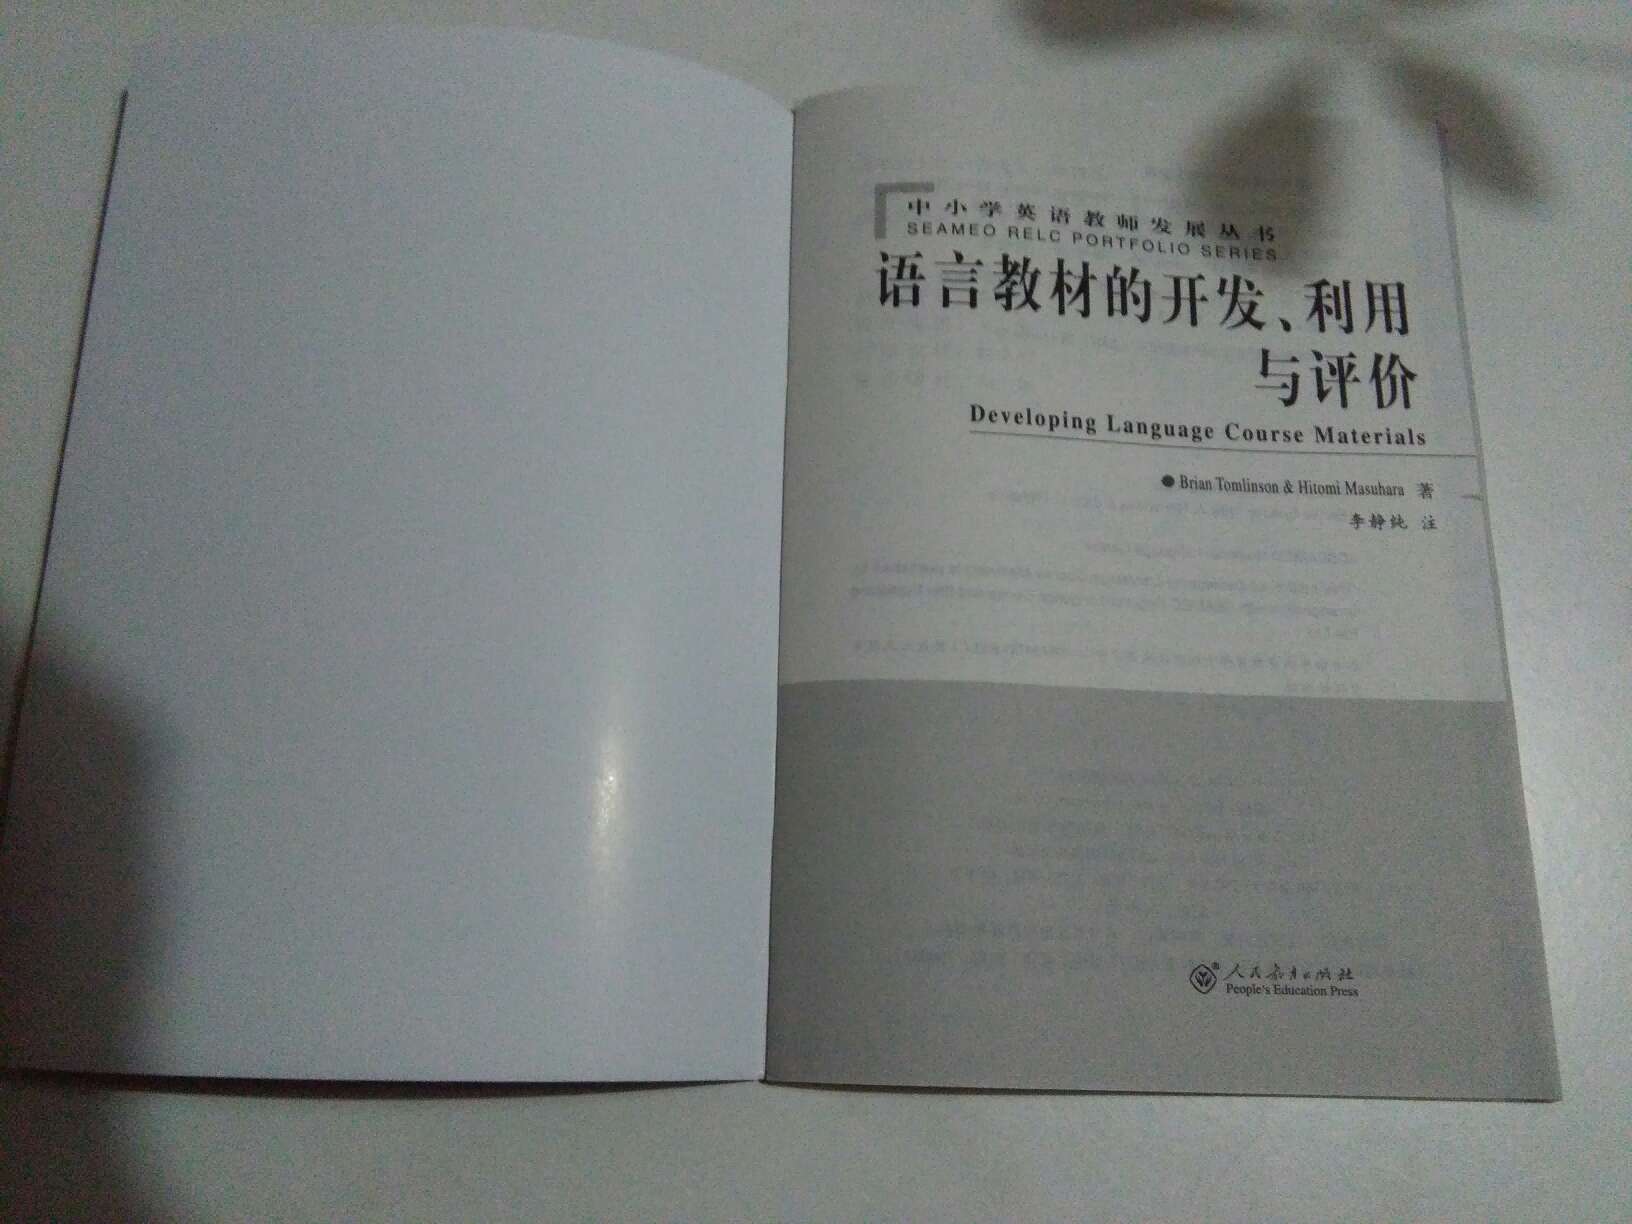 中小学英语教师发展丛书
SEAMEO RELC PORTFOLIO SERIES
语言教材的开发、利用
与评价
Developing Language Course Materials
● Brian Tomlinson & Hitomi Masuhara 著
李静纯 注
人民教育出版社
People's Education Press